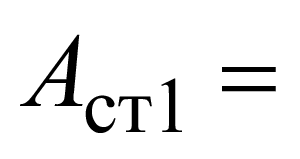 Aст1 =